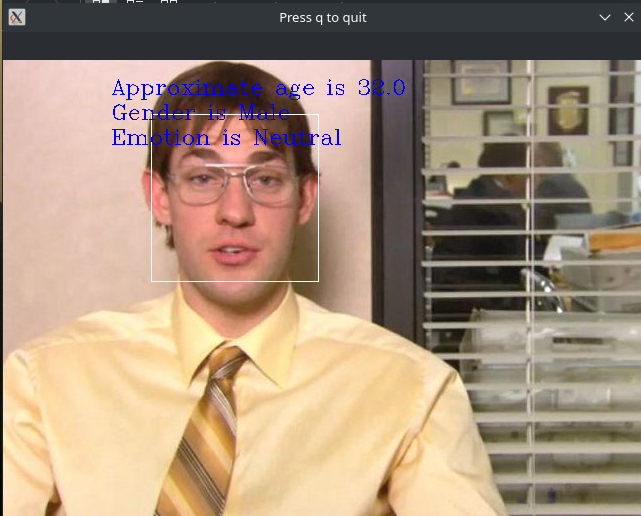 Press q to quit
Approximate age is 32.0
Gender is Male
Emotion is Neutral